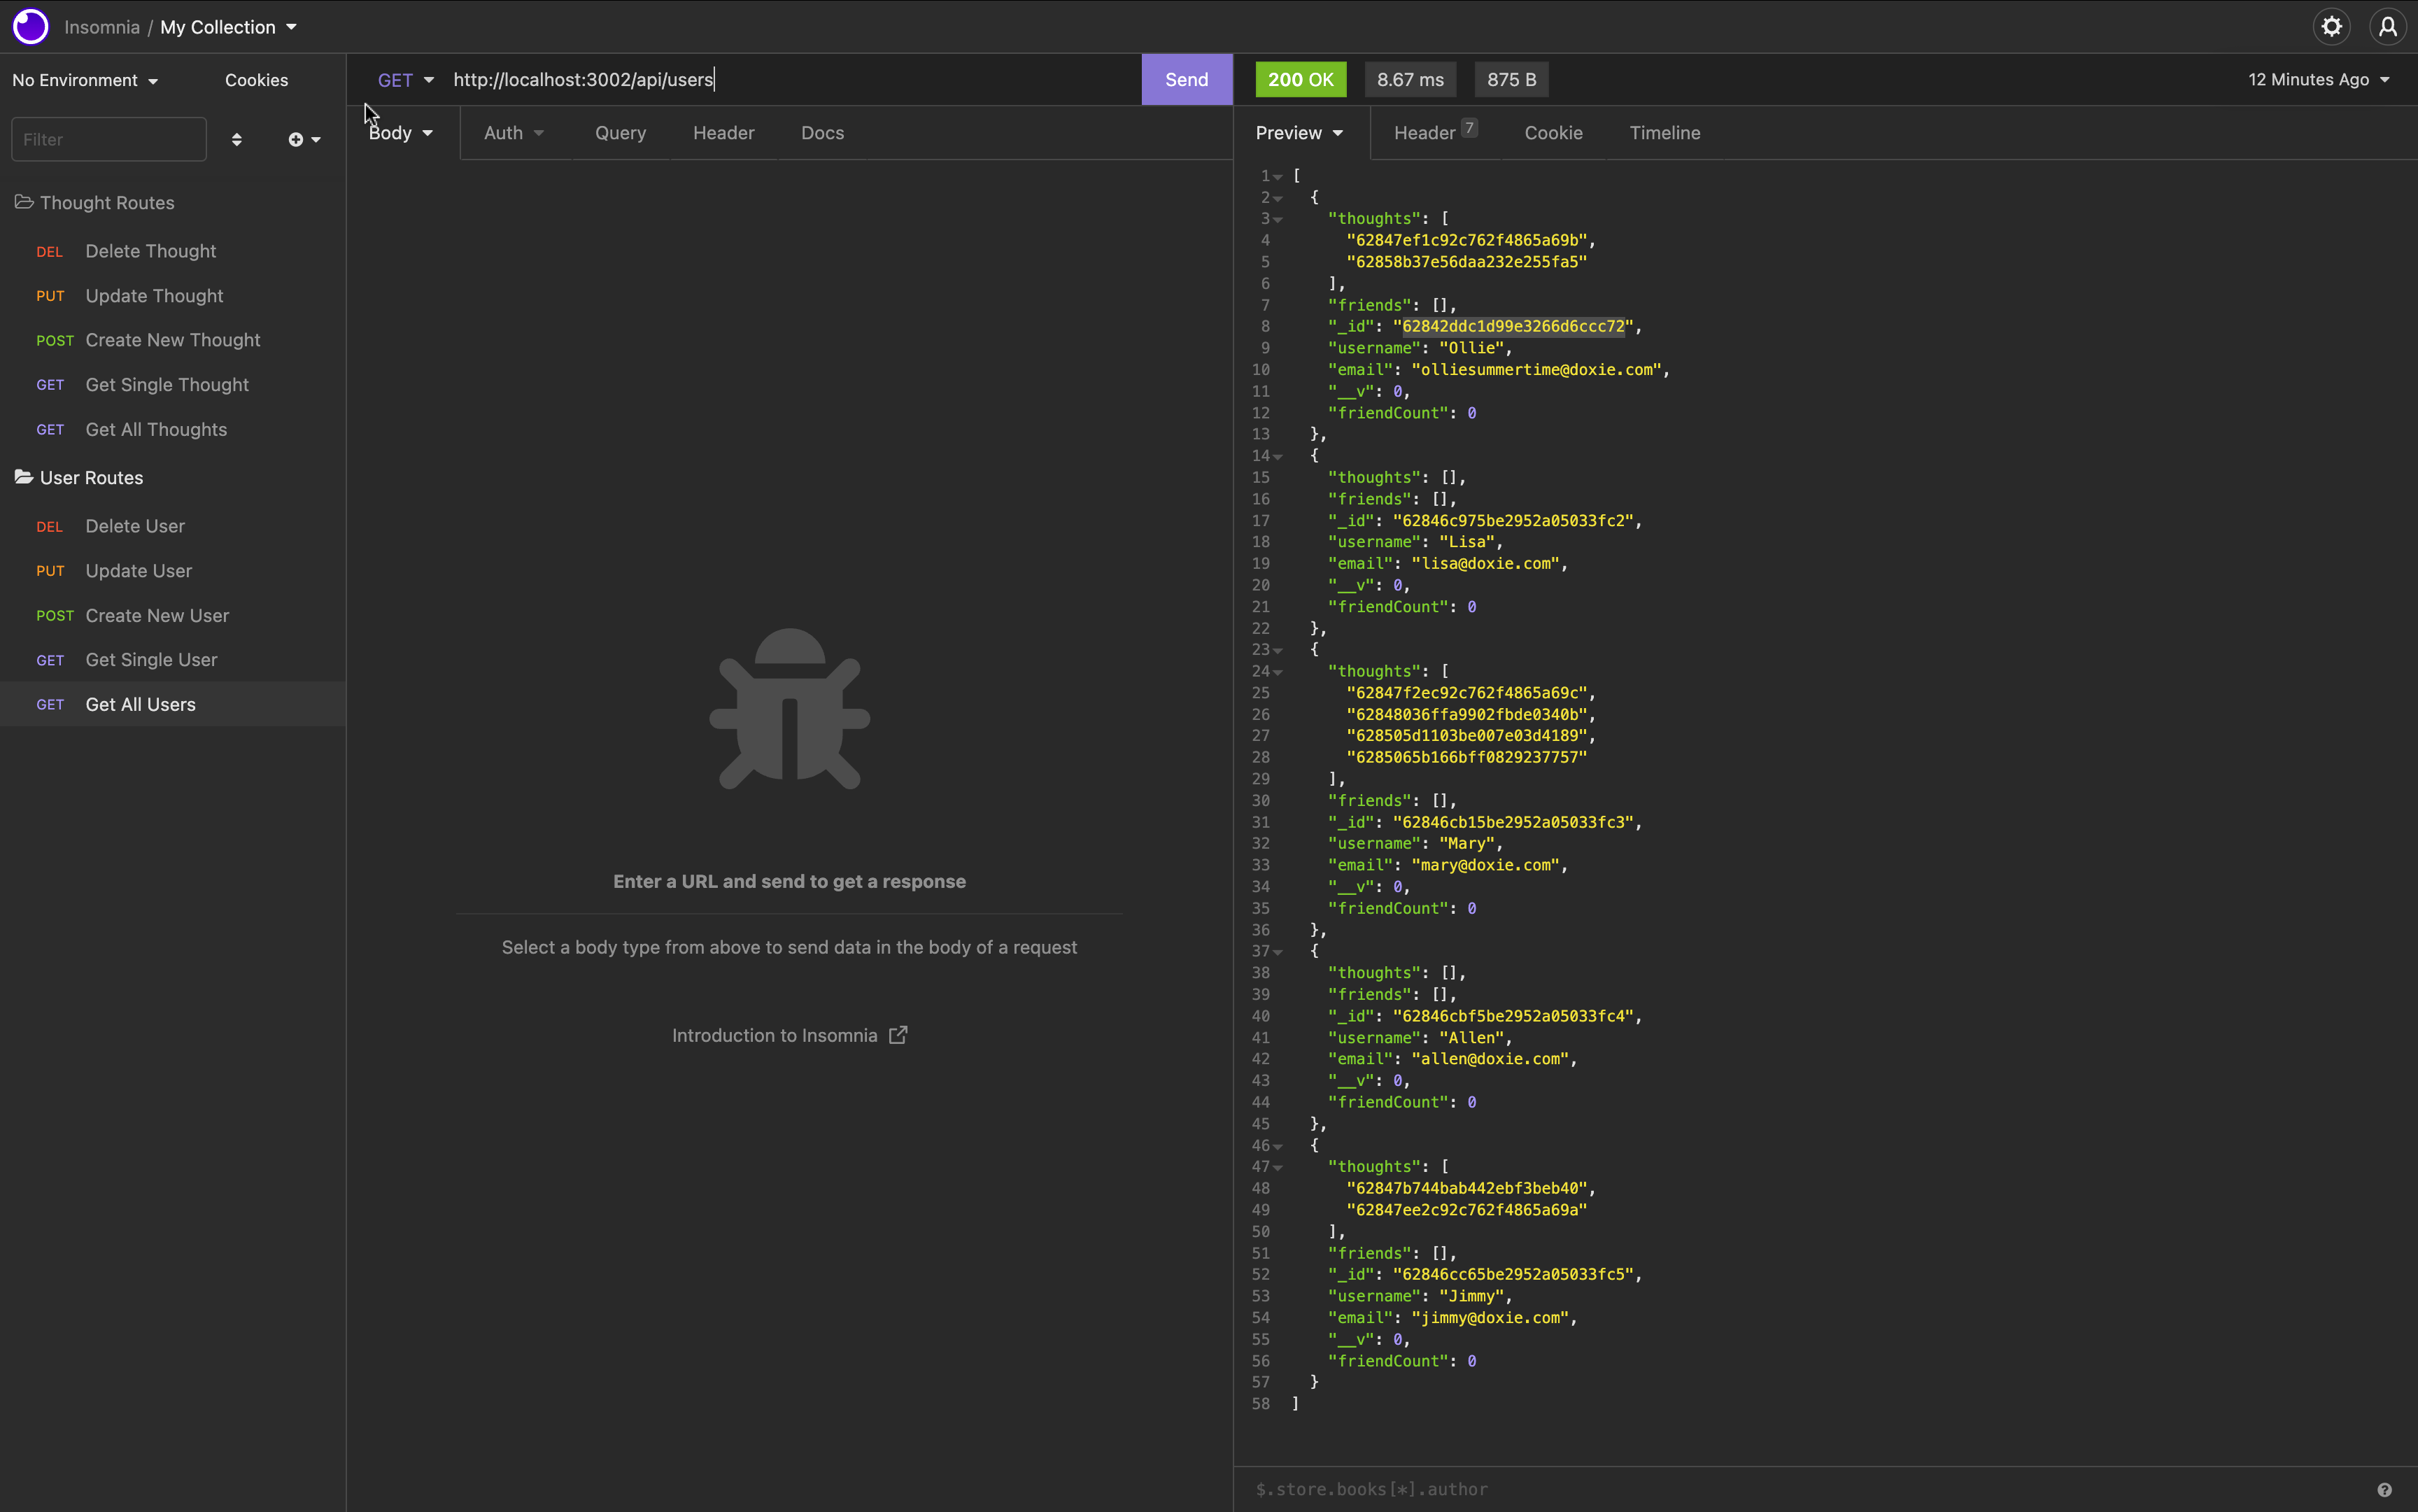 Insomnia / My Collection
No Environment
Cookies
GET http://localhost:3002/api/users
Send
200 OK 8.67 ms 875 B
12 Minutes Ago
Filter
Body Auth Query Header Docs
Preview Header 7 Cookie Timeline
Thought Routes
DEL Delete Thought
PUT Update Thought
POST Create New Thought
GET Get Single Thought
GET Get All Thoughts
User Routes
DEL Delete User
PUT Update User
POST Create New User
GET Get Single User
GET Get All Users
Enter a URL and send to get a response
Select a body type from above to send data in the body of a request
Introduction to Insomnia
1 [
2 {
3 "thoughts": [
4 "62847ef1c92c762f4865a69b",
5 "62858b37e56daa232e255fa5"
6 ],
7 "friends": [],
8 "_id": "62842ddc1d99e3266d6ccc72",
9 "username": "Ollie",
10 "email": "olliesummertime@doxie.com",
11 "__v": 0,
12 "friendCount": 0
13 },
14 {
15 "thoughts": [],
16 "friends": [],
17 "_id": "62846c975be2952a05033fc2",
18 "username": "Lisa",
19 "email": "lisa@doxie.com",
20 "__v": 0,
21 "friendCount": 0
22 },
23 {
24 "thoughts": [
25 "62847f2ec92c762f4865a69c",
26 "62848036ffa9902fbde0340b",
27 "628505d1103be007e03d4189",
28 "6285065b166bff0829237757"
29 ],
30 "friends": [],
31 "_id": "62846cb15be2952a05033fc3",
32 "username": "Mary",
33 "email": "mary@doxie.com",
34 "__v": 0,
35 "friendCount": 0
36 },
37 {
38 "thoughts": [],
39 "friends": [],
40 "_id": "62846cbf5be2952a05033fc4",
41 "username": "Allen",
42 "email": "allen@doxie.com",
43 "__v": 0,
44 "friendCount": 0
45 },
46 {
47 "thoughts": [
48 "62847b744bab442ebf3beb40",
49 "62847ee2c92c762f4865a69a"
50 ],
51 "friends": [],
52 "_id": "62846cc65be2952a05033fc5",
53 "username": "Jimmy",
54 "email": "jimmy@doxie.com",
55 "__v": 0,
56 "friendCount": 0
57 }
58 ]
$.store.books[*].author